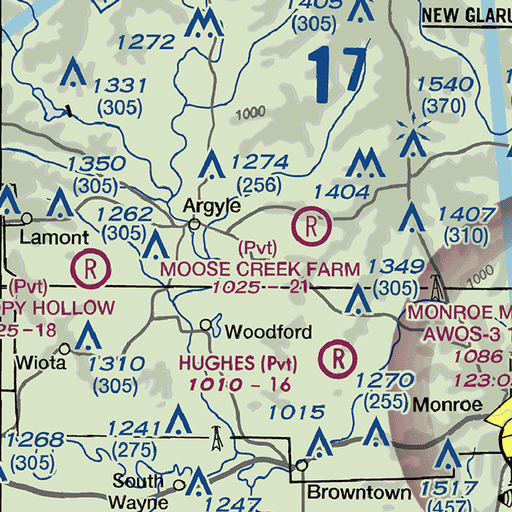 1405
(305)
NEW GLARU
1272
17
1331
(305)
1540
(370)
1000
1350
(305)
1274
(256)
1404
Argyle
1262
(305)
1407
(310)
Lamont
(Pvt)
R
R
MOOSE CREEK FARM
1025 - - 21
1349
(305)
1000
(Pvt)
PY HOLLOW
25 - 18
MONROE M
AWOS-3 1
1086
123:0
Woodford
Wiota
HUGHES (Pvt)
1010 - 16
R
1310
(305)
1270
(255)
Monroe
1015
1241
(275)
1268
(305)
South
Wayne
1247
Browntown
1517
(457)